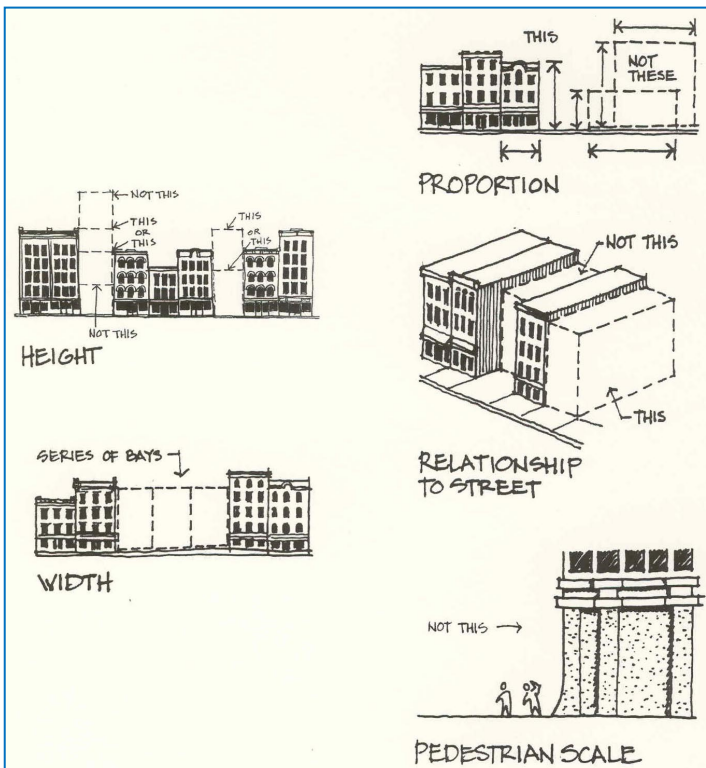 NOT THIS
THIS
OR
THIS
THIS
OR
THIS
NOT THIS
HEIGHT
SERIES OF BAYS
WIDTH
THIS
NOT
THESE
PROPORTION
NOT THIS
THIS
RELATIONSHIP
TO STREET
NOT THIS
PEDESTRIAN SCALE